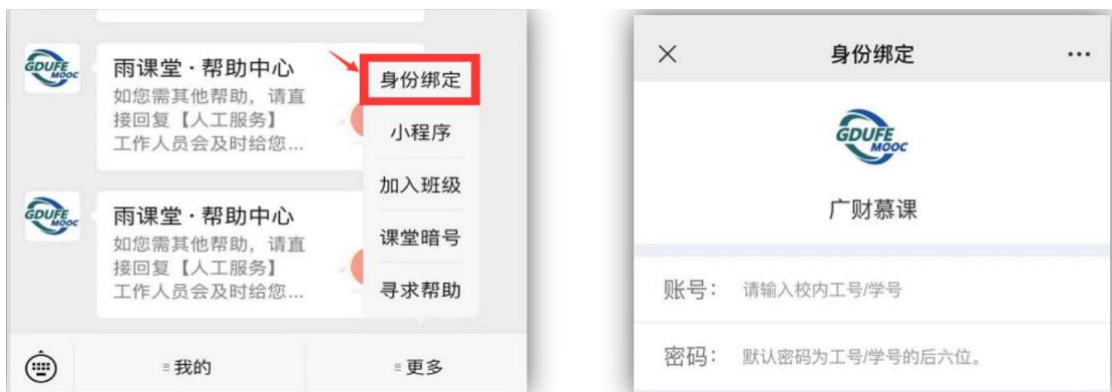 GDUFE
MOOC
雨课堂·帮助中心
如您需其他帮助，请直
接回复【人工服务】
工作人员会及时给您...
GDUFE
MOOC
雨课堂·帮助中心
如您需其他帮助，请直
接回复【人工服务】
工作人员会及时给您...
身份绑定
小程序
加入班级
课堂暗号
寻求帮助
我的
更多
身份绑定
GDUFE
MOOC
广财慕课
账号： 请输入校内工号/学号
密码： 默认密码为工号/学号的后六位。